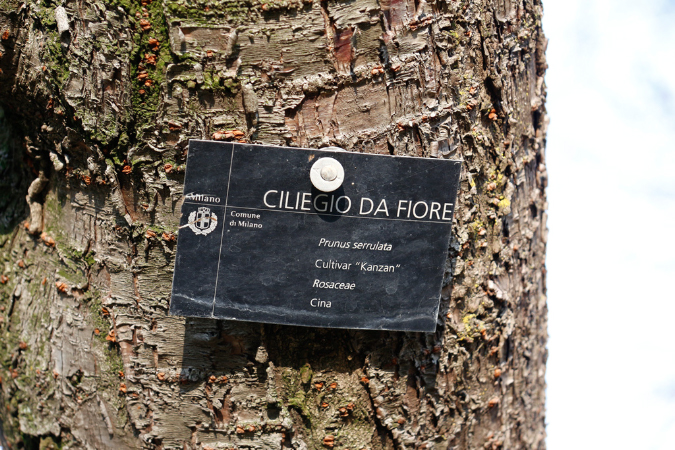 Milano
Comune
di Milano
CILIEGIO DA FIORE
Prunus serrulata
Cultivar "Kanzan"
Rosaceae
Cina